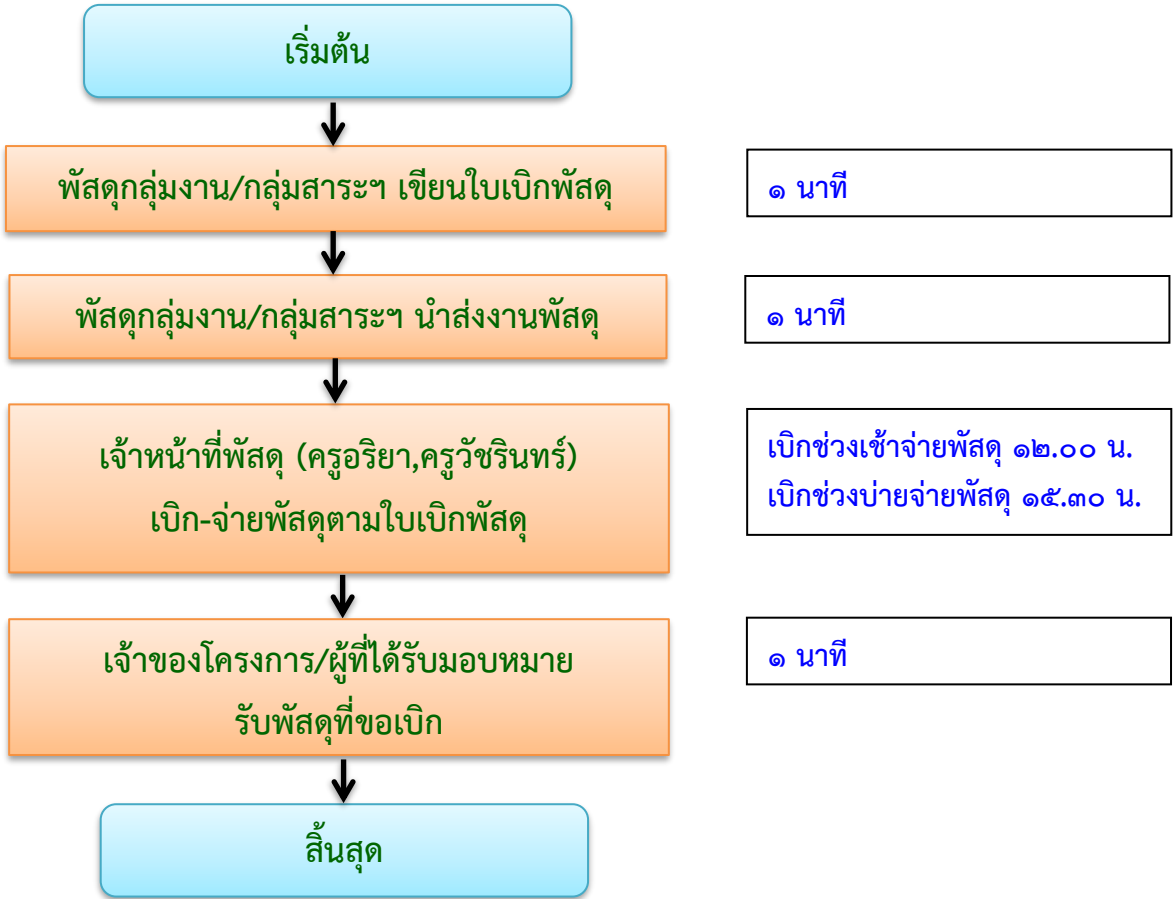 เริ่มต้น
พัสดุกลุ่มงาน/กลุ่มสาระฯ เขียนใบเบิกพัสดุ
๑ นาที
พัสดุกลุ่มงาน/กลุ่มสาระฯ นำส่งงานพัสดุ
๑ นาที
เจ้าหน้าที่พัสดุ (ครูอริยา,ครูวัชรินทร์)
เบิก-จ่ายพัสดุตามใบเบิกพัสดุ
เบิกช่วงเช้าจ่ายพัสดุ ๑๒.๐๐ น.
เบิกช่วงบ่ายจ่ายพัสดุ ๑๕.๓๐ น.
เจ้าของโครงการ/ผู้ที่ได้รับมอบหมาย
รับพัสดุที่ขอเบิก
๑ นาที
สิ้นสุด